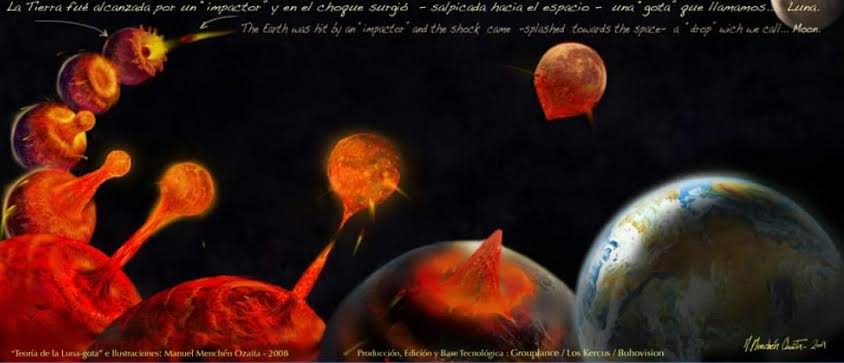 La Tierra fué alcanzada por un "impactor" y en el choque surgió - salpicada hacia el espacio - una "gota" que llamamos... Luna.
The Earth was hit by an "impactor" and the shock came -splashed towards the space- a "drop" wich we call... Moon.
"Teoría de la Luna-gota" e Ilustraciones: Manuel Menchén Ozaita - 2008
Producción, Edición y Base Tecnológica : Grouplance / Los Kercus / Buhovision
M. Menchén Ozaita-